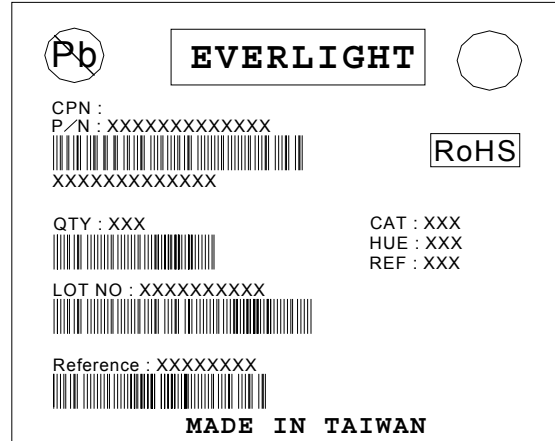 Pb
EVERLIGHT
CPN :
P/N : XXXXXXXXXXXXX
RoHS
XXXXXXXXXXXXX
QTY : XXX
CAT : XXX
HUE : XXX
REF : XXX
LOT NO : XXXXXXXXXX
Reference : XXXXXXXX
MADE IN TAIWAN